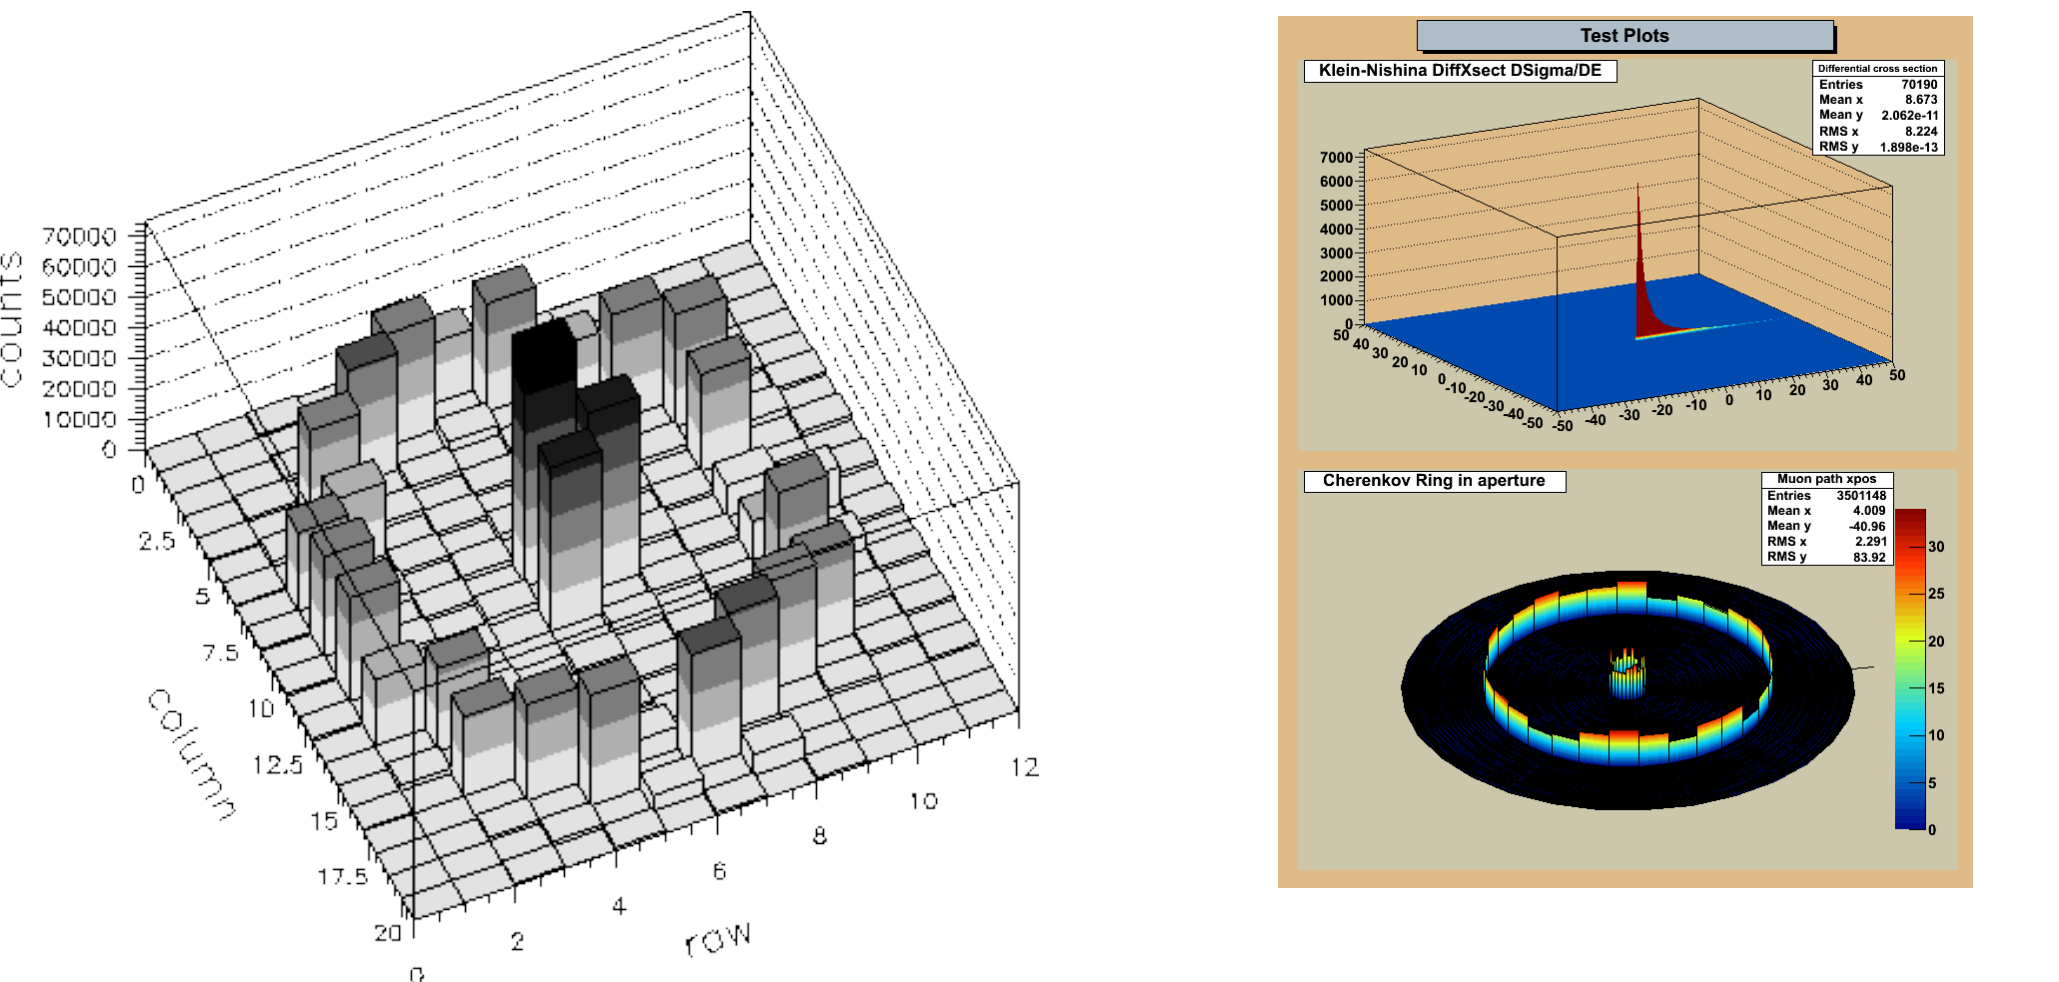 70000
60000
50000
40000
30000
20000
10000
0
counts
0
2.5
5
7.5
10
12.5
15
17.5
20
column
0
2
4
6
8
10
12
row
Test Plots
Klein-Nishina DiffXsect DSigma/DE
Differential cross section
Entries 70190
Mean x 8.673
Mean y 2.062e-11
RMS x 8.224
RMS y 1.898e-13
7000
6000
5000
4000
3000
2000
1000
0
50 40 30 20 10 0 -10 -20 -30 -40 -50
-50 -40 -30 -20 -10 0 10 20 30 40 50
Cherenkov Ring in aperture
Muon path xpos
Entries 3501148
Mean x 4.009
Mean y -40.96
RMS x 2.291
RMS y 83.92
30
25
20
15
10
5
0